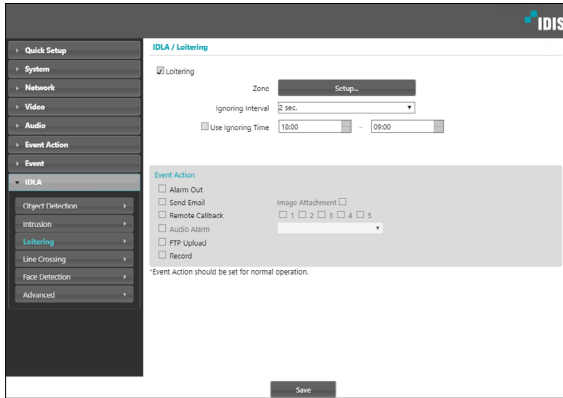 IDIS
Quick Setup
System
Network
Video
Audio
Event Action
Event
IDLA
Object Detection
Intrusion
Loitering
Line Crossing
Face Detection
Advanced
IDLA / Loitering
Loitering
Zone Setup...
Ignoring Interval 2 sec.
Use Ignoring Time 18:00 – 09:00
Event Action
Alarm Out
Send Email Image Attachment
Remote Callback 1 2 3 4 5
Audio Alarm
FTP Upload
Record
*Event Action should be set for normal operation.
Save